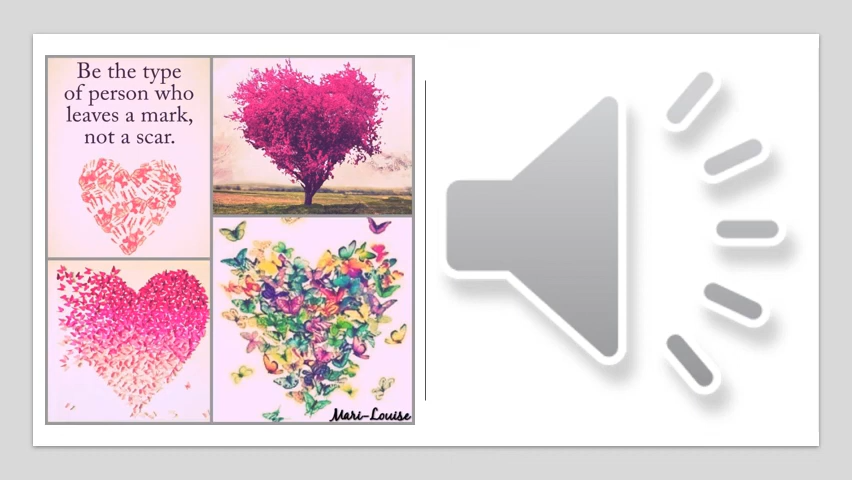 Be the type
of person who
leaves a mark,
not a scar.
Mari-Louise